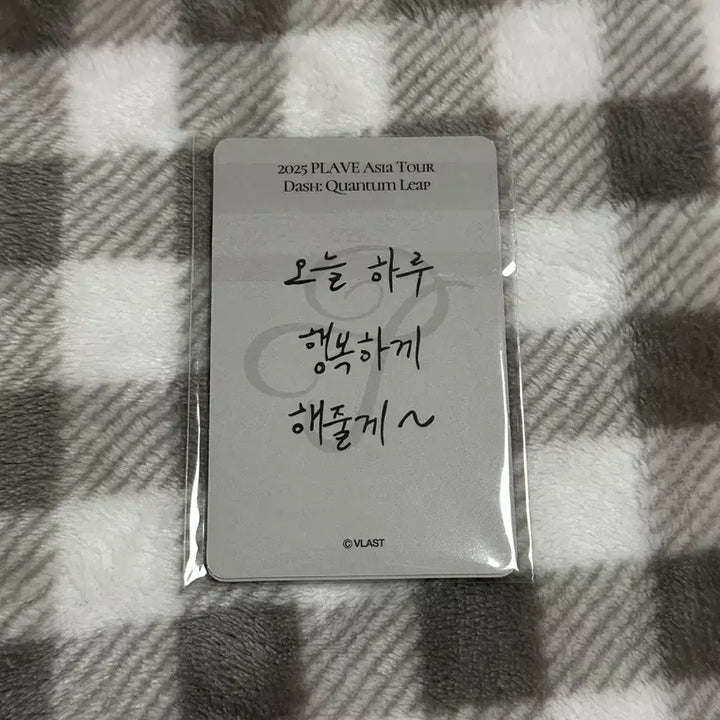 2025 PLAVE Asia Tour
Dash: Quantum Leap
오늘 하루
행복하게
해줄게~
©VLAST